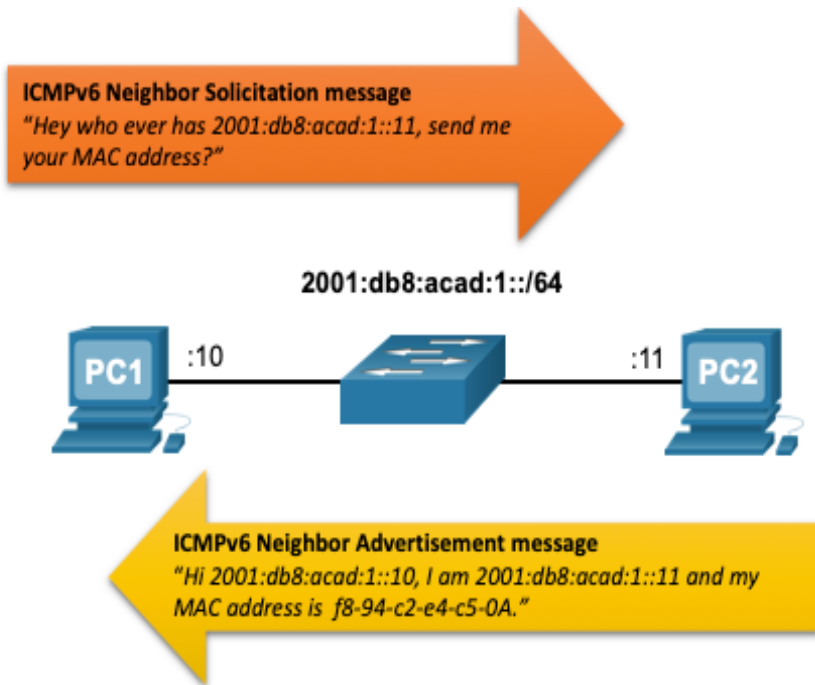 ICMPv6 Neighbor Solicitation message
"Hey who ever has 2001:db8:acad:1::11, send me
your MAC address?"
2001:db8:acad:1::/64
PC1
:10
:11
PC2
ICMPv6 Neighbor Advertisement message
"Hi 2001:db8:acad:1::10, I am 2001:db8:acad:1::11 and my
MAC address is f8-94-c2-e4-c5-0A."